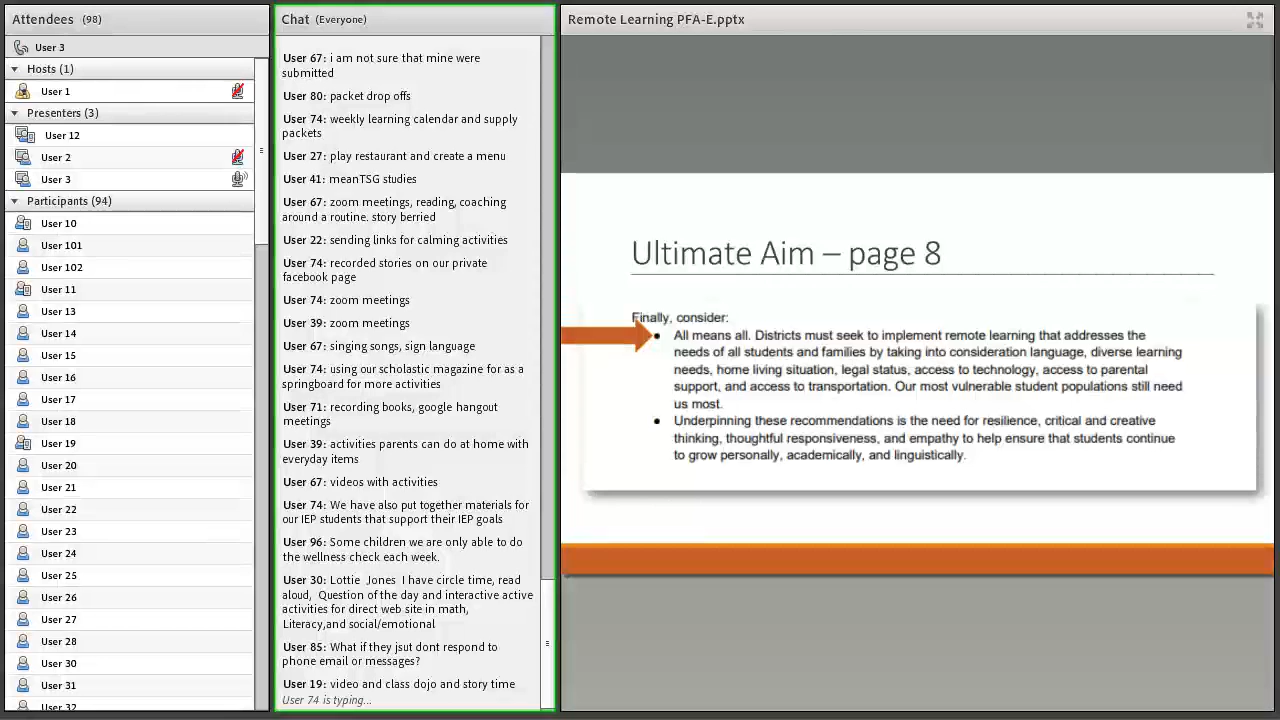 Attendees (98)
User 3
Hosts (1)
User 1
Presenters (3)
User 12
User 2
User 3
Participants (94)
User 10
User 101
User 102
User 11
User 13
User 14
User 15
User 16
User 17
User 18
User 19
User 20
User 21
User 22
User 23
User 24
User 25
User 26
User 27
User 28
User 30
User 31
User 32
Chat (Everyone)
User 67: i am not sure that mine were
submitted
User 80: packet drop offs
User 74: weekly learning calendar and supply
packets
User 27: play restaurant and create a menu
User 41: meanTSG studies
User 67: zoom meetings, reading, coaching
around a routine. story berried
User 22: sending links for calming activities
User 74: recorded stories on our private
facebook page
User 74: zoom meetings
User 39: zoom meetings
User 67: singing songs, sign language
User 74: using our scholastic magazine for as a
springboard for more activities
User 71: recording books, google hangout
meetings
User 39: activities parents can do at home with
everyday items
User 67: videos with activities
User 74: We have also put together materials for
our IEP students that support their IEP goals
User 96: Some children we are only able to do
the wellness check each week.
User 30: Lottie Jones I have circle time, read
aloud, Question of the day and interactive active
activities for direct web site in math,
Literacy,and social/emotional
User 85: What if they jsut dont respond to
phone email or messages?
User 19: video and class dojo and story time
User 74 is typing...
Remote Learning PFA-E.pptx
Ultimate Aim – page 8
Finally, consider:
● All means all. Districts must seek to implement remote learning that addresses the
needs of all students and families by taking into consideration language, diverse learning
needs, home living situation, legal status, access to technology, access to parental
support, and access to transportation. Our most vulnerable student populations still need
us most.
● Underpinning these recommendations is the need for resilience, critical and creative
thinking, thoughtful responsiveness, and empathy to help ensure that students continue
to grow personally, academically, and linguistically.